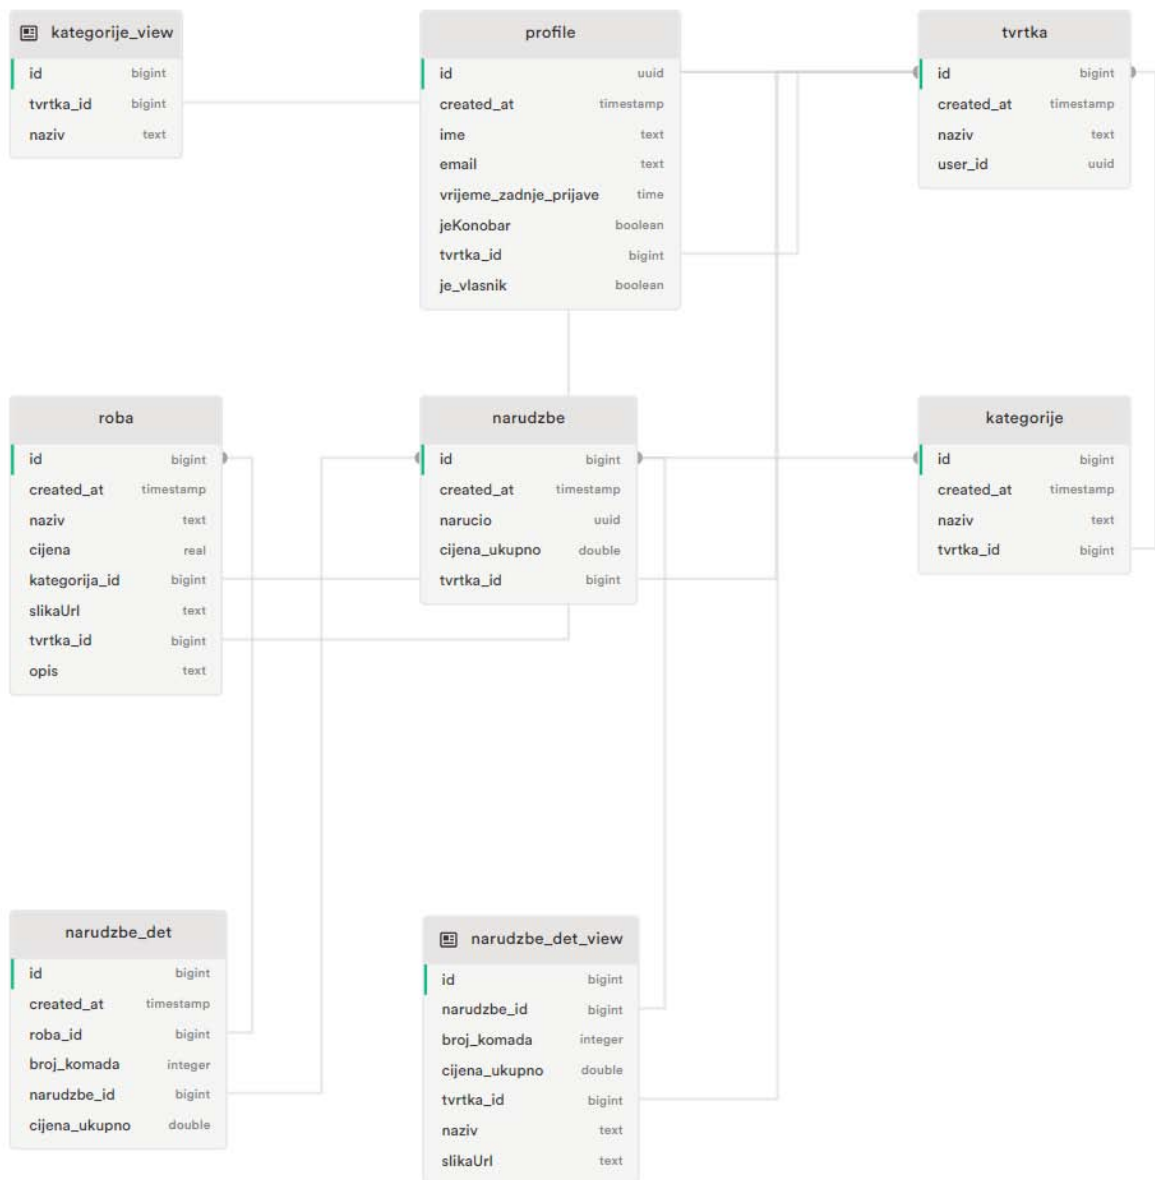 kategorije_view
id bigint
tvrtka_id bigint
naziv text
profile
id uuid
created_at timestamp
ime text
email text
vrijeme_zadnje_prijave time
jeKonobar boolean
tvrtka_id bigint
je_vlasnik boolean
tvrtka
id bigint
created_at timestamp
naziv text
user_id uuid
roba
id bigint
created_at timestamp
naziv text
cijena real
kategorija_id bigint
slikaUrl text
tvrtka_id bigint
opis text
narudzbe
id bigint
created_at timestamp
narucio uuid
cijena_ukupno double
tvrtka_id bigint
kategorije
id bigint
created_at timestamp
naziv text
tvrtka_id bigint
narudzbe_det
id bigint
created_at timestamp
roba_id bigint
broj_komada integer
narudzbe_id bigint
cijena_ukupno double
narudzbe_det_view
id bigint
narudzbe_id bigint
broj_komada integer
cijena_ukupno double
tvrtka_id bigint
naziv text
slikaUrl text